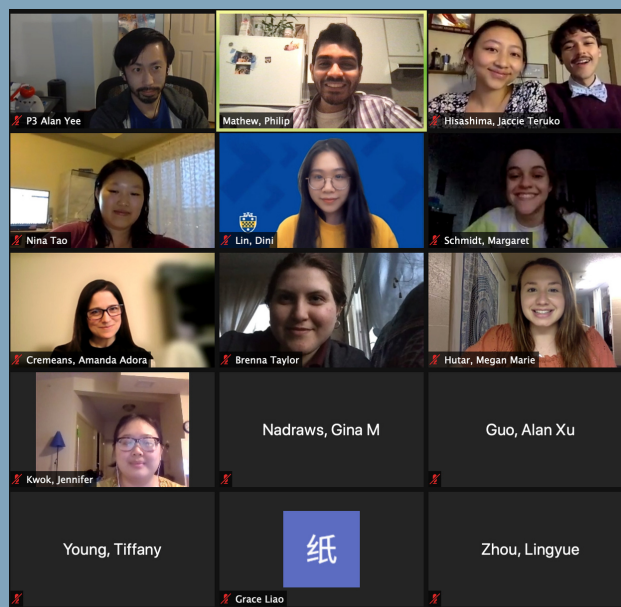 P3 Alan Yee
Mathew, Philip
Hisashima, Jaccie Teruko
Nina Tao
Lin, Dini
Schmidt, Margaret
Cremeans, Amanda Adora
Brenna Taylor
Hutar, Megan Marie
Kwok, Jennifer
Nadraws, Gina M
Guo, Alan Xu
Young, Tiffany
纸
Grace Liao
Zhou, Lingyue